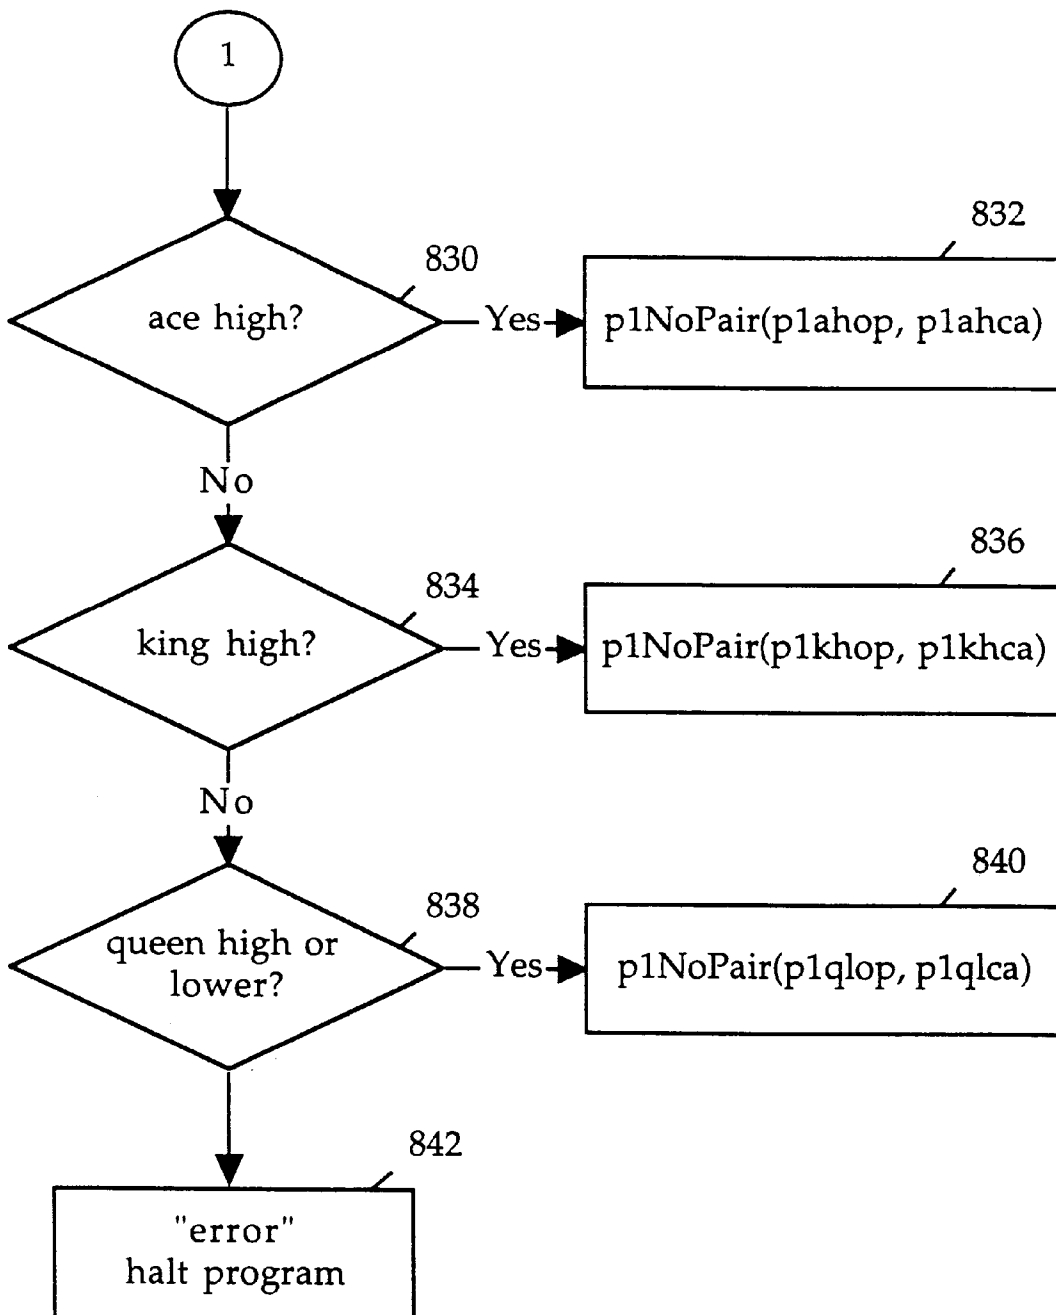 1
830
832
ace high?
Yes
p1NoPair(p1ahop, p1ahca)
No
834
836
king high?
Yes
p1NoPair(p1khop, p1khca)
No
838
840
queen high or
lower?
Yes
p1NoPair(p1qlop, p1qlca)
842
"error"
halt program